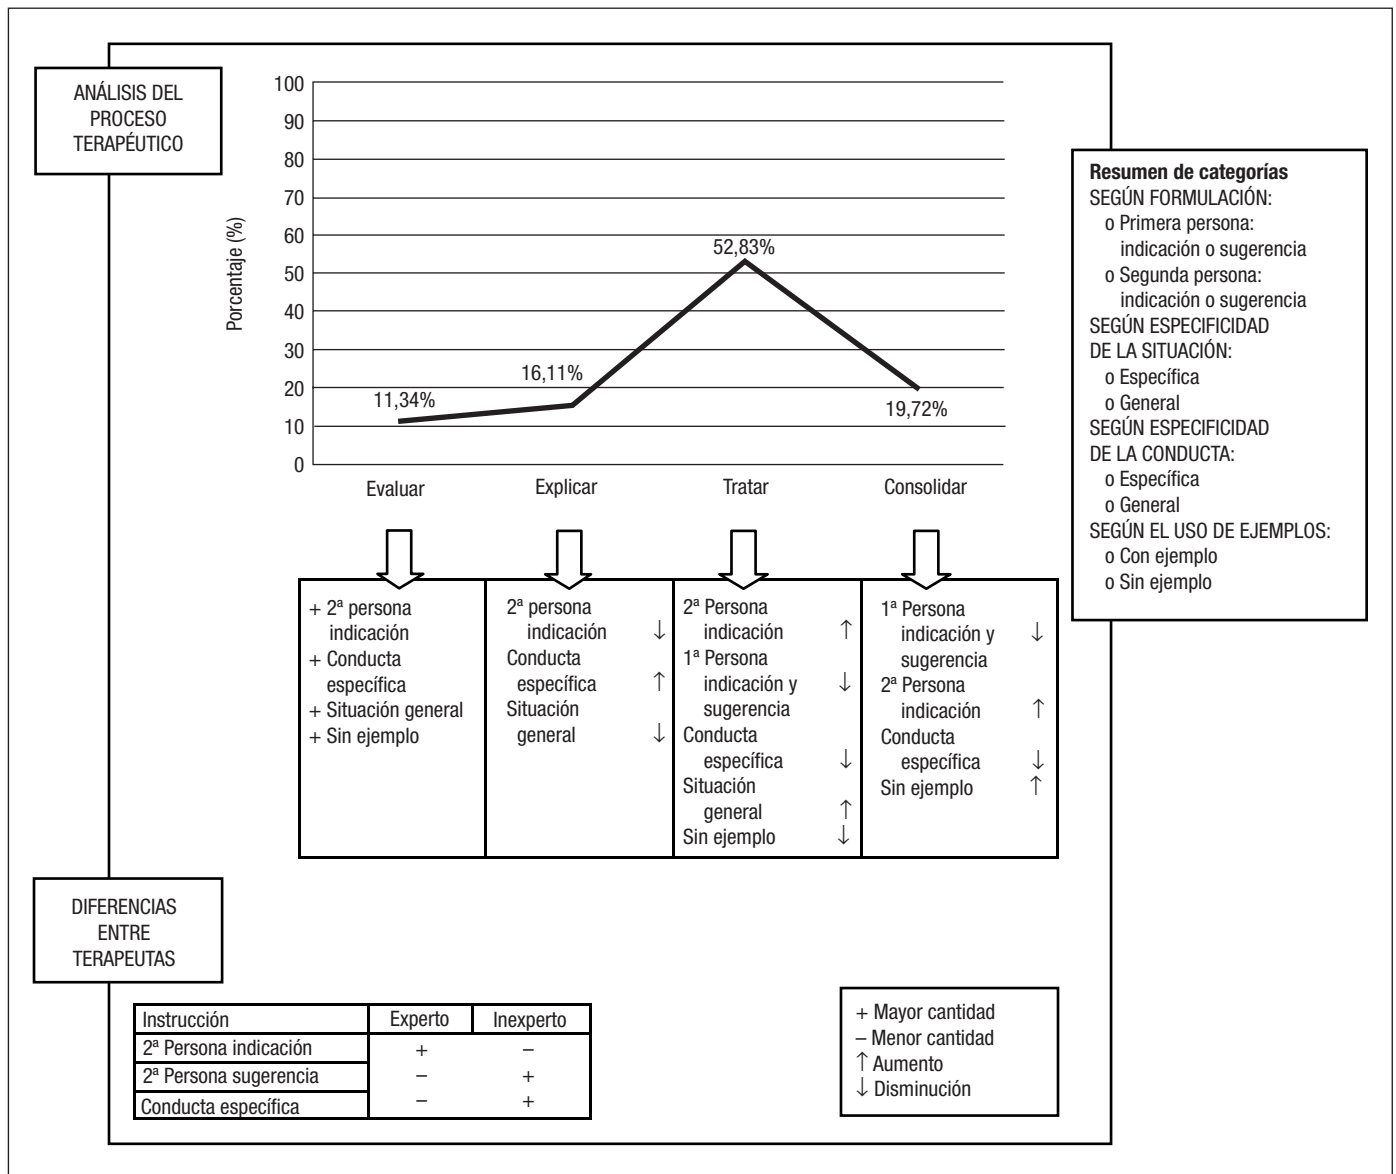 ANÁLISIS DEL
PROCESO
TERAPÉUTICO
Porcentaje (%)
100
90
80
70
60
50
40
30
20
10
0
11,34%
16,11%
52,83%
19,72%
Evaluar
Explicar
Tratar
Consolidar
+ 2ª persona
indicación
+ Conducta
específica
+ Situación general
+ Sin ejemplo
2ª persona
indicación ↓
Conducta
específica ↑
Situación
general ↓
2ª Persona
indicación ↑
1ª Persona
indicación y ↓
sugerencia
Conducta
específica ↓
Situación
general ↑
Sin ejemplo ↓
1ª Persona
indicación y ↓
sugerencia
2ª Persona
indicación ↑
Conducta
específica ↓
Sin ejemplo ↑
Resumen de categorías
SEGÚN FORMULACIÓN:
o Primera persona:
indicación o sugerencia
o Segunda persona:
indicación o sugerencia
SEGÚN ESPECIFICIDAD
DE LA SITUACIÓN:
o Específica
o General
SEGÚN ESPECIFICIDAD
DE LA CONDUCTA:
o Específica
o General
SEGÚN EL USO DE EJEMPLOS:
o Con ejemplo
o Sin ejemplo
DIFERENCIAS
ENTRE
TERAPEUTAS
Instrucción Experto Inexperto
2ª Persona indicación + –
2ª Persona sugerencia – +
Conducta específica – +
+ Mayor cantidad
– Menor cantidad
↑ Aumento
↓ Disminución